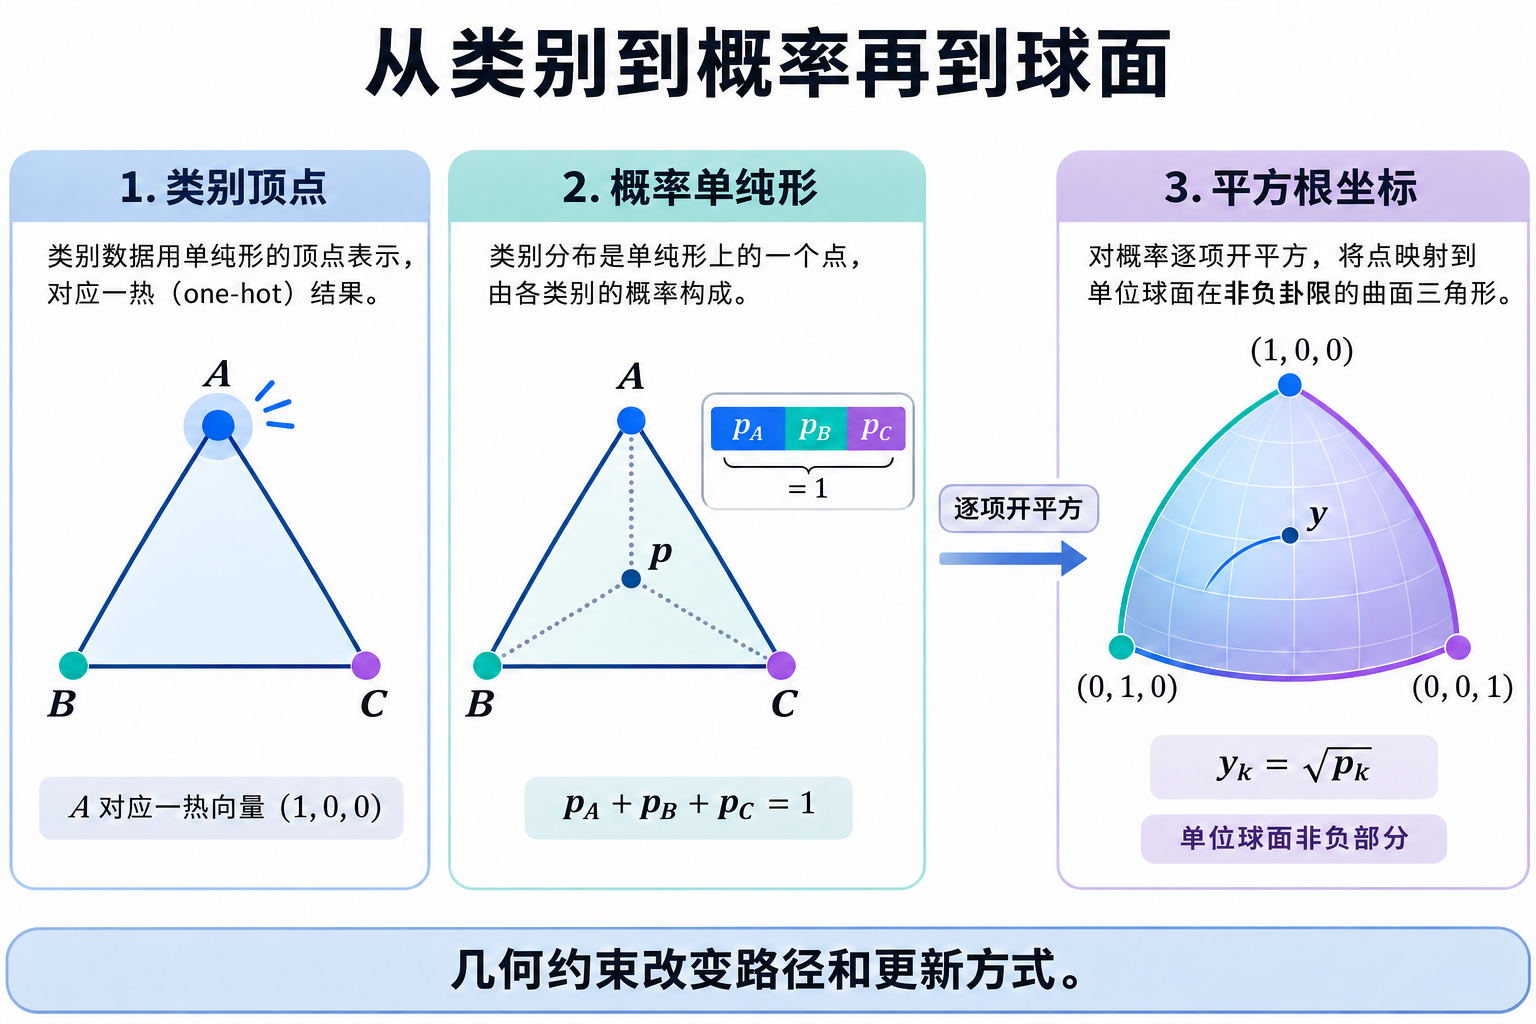 从类别到概率再到球面
1. 类别顶点
类别数据用单纯形的顶点表示，
对应一热（one-hot）结果。
A
B
C
A 对应一热向量 (1, 0, 0)
2. 概率单纯形
类别分布是单纯形上的一个点，
由各类别的概率构成。
A
p_A p_B p_C
= 1
p
B
C
p_A + p_B + p_C = 1
逐项开平方
3. 平方根坐标
对概率逐项开平方，将点映射到
单位球面在非负卦限的曲面三角形。
(1, 0, 0)
y
(0, 1, 0)
(0, 0, 1)
y_k = √p_k
单位球面非负部分
几何约束改变路径和更新方式。